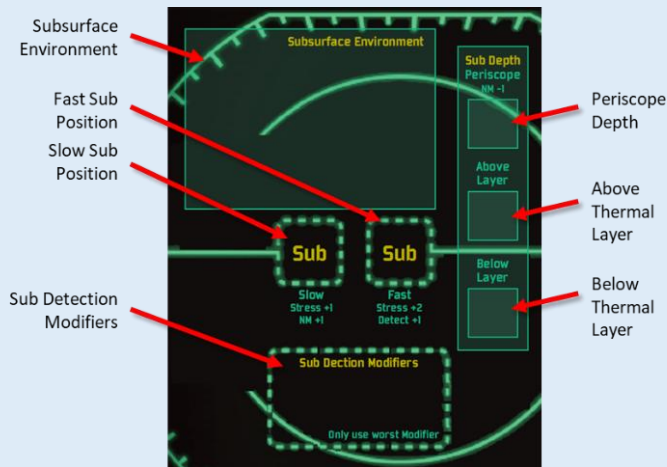 Subsurface
Environment
Fast Sub
Position
Slow Sub
Position
Sub Detection
Modifiers
Subsurface Environment
Sub Depth
Periscope
NM -1
Above
Layer
Below
Layer
Sub
Slow
Stress +1
NM +1
Sub
Fast
Stress +2
Detect +1
Sub Dection Modifiers
Only use worst Modifier
Periscope
Depth
Above
Thermal
Layer
Below
Thermal
Layer